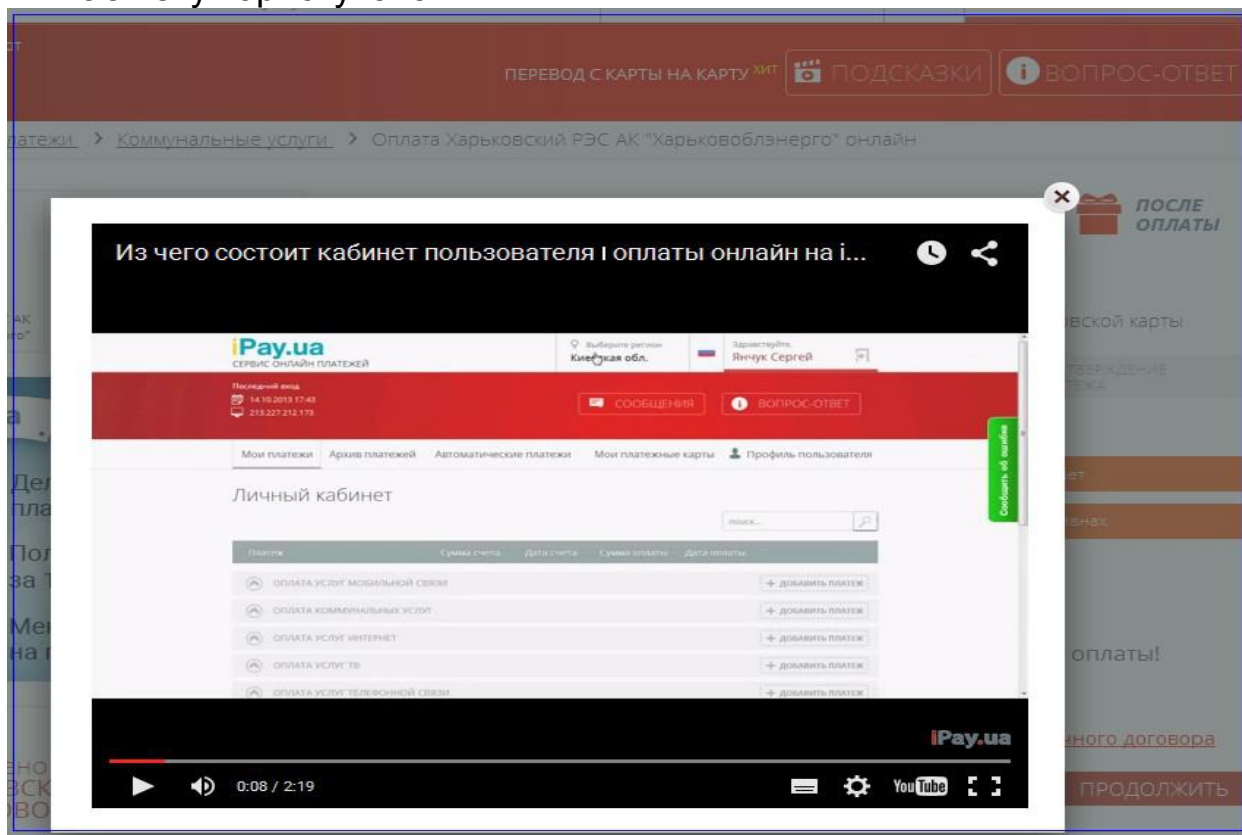 ПЕРЕВОД С КАРТЫ НА КАРТУ ХИТ
ПОДСКАЗКИ
ВОПРОС-ОТВЕТ
Коммунальные услуги > Оплата Харьковский РЭС АК "Харьковоблэнерго" онлайн
ПОСЛЕ
ОПЛАТЫ
Из чего состоит кабинет пользователя I оплаты онлайн на i...
iPay.ua
СЕРВИС ОНЛАЙН ПЛАТЕЖЕЙ
Выберите регион
Киевская обл.
Здравствуйте,
Янчук Сергей
Последний вход
14.10.2013 17:43
213.227.212.173
СООБЩЕНИЯ
ВОПРОС-ОТВЕТ
Сообщить об ошибке
Мои платежи Архив платежей Автоматические платежи Мои платежные карты Профиль пользователя
Личный кабинет
поиск...
Платеж Сумма счета Дата счета Сумма оплаты Дата оплаты
ОПЛАТА УСЛУГ МОБИЛЬНОЙ СВЯЗИ + ДОБАВИТЬ ПЛАТЕЖ
ОПЛАТА КОММУНАЛЬНЫХ УСЛУГ + ДОБАВИТЬ ПЛАТЕЖ
ОПЛАТА УСЛУГ ИНТЕРНЕТ + ДОБАВИТЬ ПЛАТЕЖ
ОПЛАТА УСЛУГ ТВ + ДОБАВИТЬ ПЛАТЕЖ
ОПЛАТА УСЛУГ ТЕЛЕФОННОЙ СВЯЗИ + ДОБАВИТЬ ПЛАТЕЖ
iPay.ua
0:08 / 2:19
YouTube
карты
оплаты!
договора
ПРОДОЛЖИТЬ